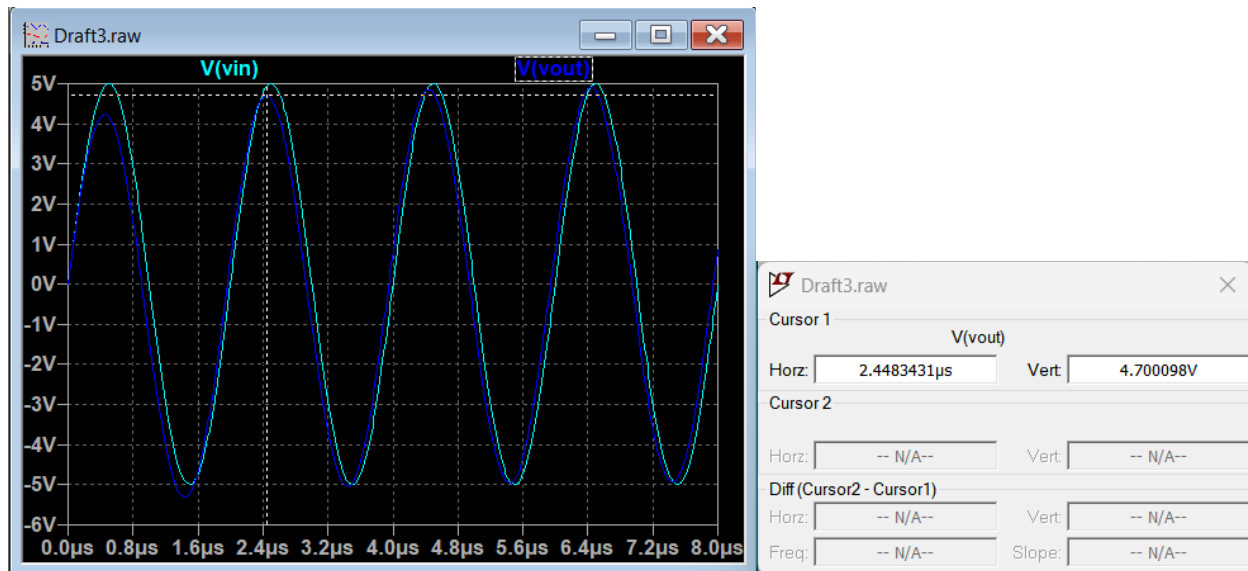 Draft3.raw
V(vin) V(vout)
5V
4V
3V
2V
1V
0V
-1V
-2V
-3V
-4V
-5V
-6V
0.0µs 0.8µs 1.6µs 2.4µs 3.2µs 4.0µs 4.8µs 5.6µs 6.4µs 7.2µs 8.0µs
Draft3.raw
Cursor 1
V(vout)
Horz: 2.4483431µs Vert: 4.700098V
Cursor 2
Horz: -- N/A-- Vert: -- N/A--
Diff (Cursor2 - Cursor1)
Horz: -- N/A-- Vert: -- N/A--
Freq: -- N/A-- Slope: -- N/A--